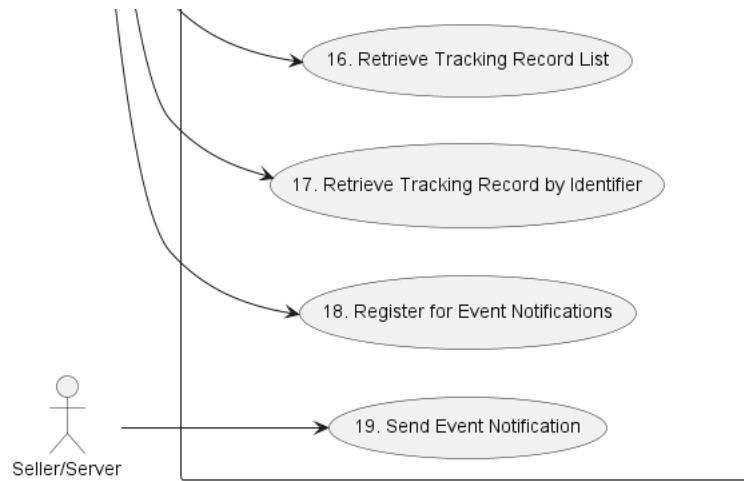 16. Retrieve Tracking Record List
17. Retrieve Tracking Record by Identifier
18. Register for Event Notifications
19. Send Event Notification
Seller/Server